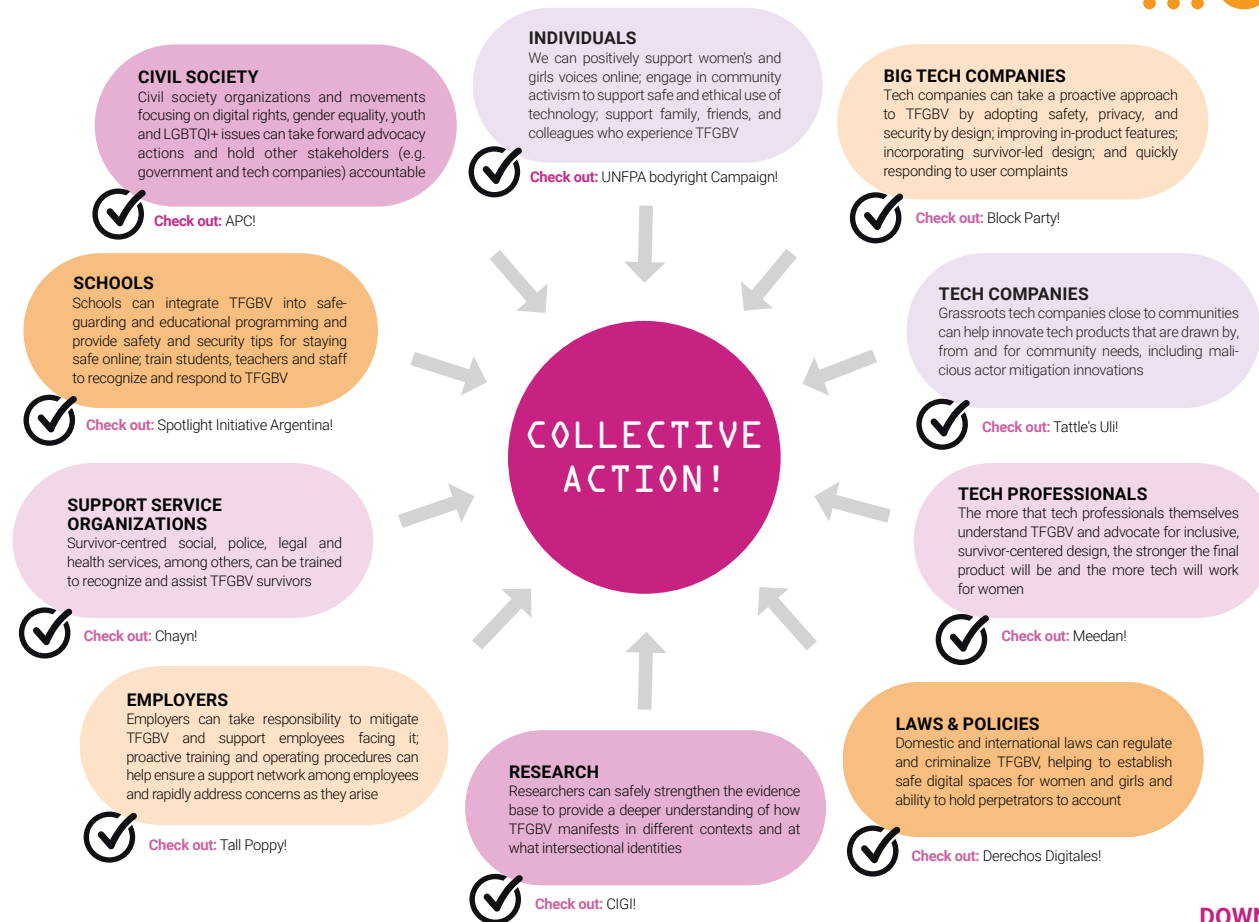 INDIVIDUALS
We can positively support women's and
girls voices online; engage in community
activism to support safe and ethical use of
technology; support family, friends, and
colleagues who experience TFGBV
Check out: UNFPA bodyright Campaign!
CIVIL SOCIETY
Civil society organizations and movements
focusing on digital rights, gender equality, youth
and LGBTQI+ issues can take forward advocacy
actions and hold other stakeholders (e.g.
government and tech companies) accountable
Check out: APC!
BIG TECH COMPANIES
Tech companies can take a proactive approach
to TFGBV by adopting safety, privacy, and
security by design; improving in-product features;
incorporating survivor-led design; and quickly
responding to user complaints
Check out: Block Party!
SCHOOLS
Schools can integrate TFGBV into safe-
guarding and educational programming and
provide safety and security tips for staying
safe online; train students, teachers and staff
to recognize and respond to TFGBV
Check out: Spotlight Initiative Argentina!
TECH COMPANIES
Grassroots tech companies close to communities
can help innovate tech products that are drawn by,
from and for community needs, including mali-
cious actor mitigation innovations
Check out: Tattle's Uli!
COLLECTIVE
ACTION!
SUPPORT SERVICE
ORGANIZATIONS
Survivor-centred social, police, legal and
health services, among others, can be trained
to recognize and assist TFGBV survivors
Check out: Chayn!
TECH PROFESSIONALS
The more that tech professionals themselves
understand TFGBV and advocate for inclusive,
survivor-centered design, the stronger the final
product will be and the more tech will work
for women
Check out: Meedan!
EMPLOYERS
Employers can take responsibility to mitigate
TFGBV and support employees facing it;
proactive training and operating procedures can
help ensure a support network among employees
and rapidly address concerns as they arise
Check out: Tall Poppy!
RESEARCH
Researchers can safely strengthen the evidence
base to provide a deeper understanding of how
TFGBV manifests in different contexts and at
what intersectional identities
Check out: CIGI!
LAWS & POLICIES
Domestic and international laws can regulate
and criminalize TFGBV, helping to establish
safe digital spaces for women and girls and
ability to hold perpetrators to account
Check out: Derechos Digitales!